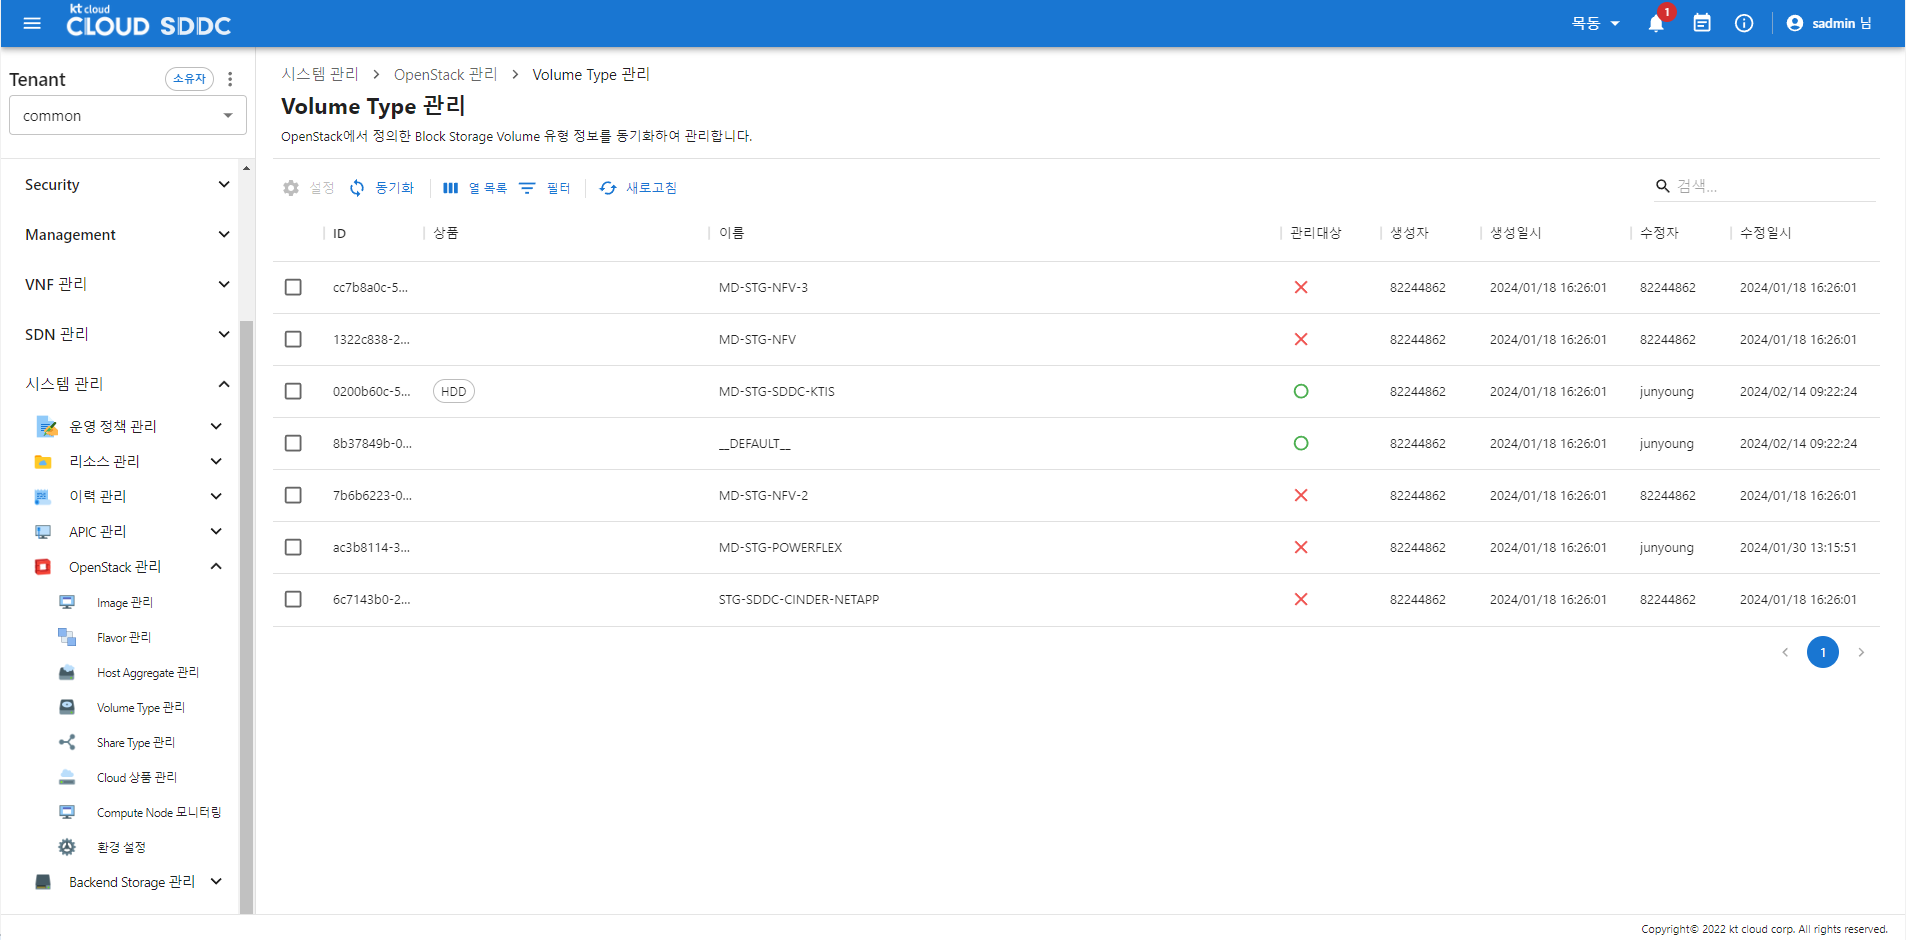 kt cloud
CLOUD SDDC
목동
1
sadmin 님
Tenant
소유자
common
Security
Management
VNF 관리
SDN 관리
시스템 관리
운영 정책 관리
리소스 관리
이력 관리
APIC 관리
OpenStack 관리
Image 관리
Flavor 관리
Host Aggregate 관리
Volume Type 관리
Share Type 관리
Cloud 상품 관리
Compute Node 모니터링
환경 설정
Backend Storage 관리
시스템 관리 > OpenStack 관리 > Volume Type 관리
Volume Type 관리
OpenStack에서 정의한 Block Storage Volume 유형 정보를 동기화하여 관리합니다.
설정 동기화 열 목록 필터 새로고침 검색...
ID 상품 이름 관리대상 생성자 생성일시 수정자 수정일시
cc7b8a0c-5... MD-STG-NFV-3 82244862 2024/01/18 16:26:01 82244862 2024/01/18 16:26:01
1322c838-2... MD-STG-NFV 82244862 2024/01/18 16:26:01 82244862 2024/01/18 16:26:01
0200b60c-5... HDD MD-STG-SDDC-KTIS 82244862 2024/01/18 16:26:01 junyoung 2024/02/14 09:22:24
8b37849b-0... __DEFAULT__ 82244862 2024/01/18 16:26:01 junyoung 2024/02/14 09:22:24
7b6b6223-0... MD-STG-NFV-2 82244862 2024/01/18 16:26:01 82244862 2024/01/18 16:26:01
ac3b8114-3... MD-STG-POWERFLEX 82244862 2024/01/18 16:26:01 junyoung 2024/01/30 13:15:51
6c7143b0-2... STG-SDDC-CINDER-NETAPP 82244862 2024/01/18 16:26:01 82244862 2024/01/18 16:26:01
1
Copyright© 2022 kt cloud corp. All rights reserved.